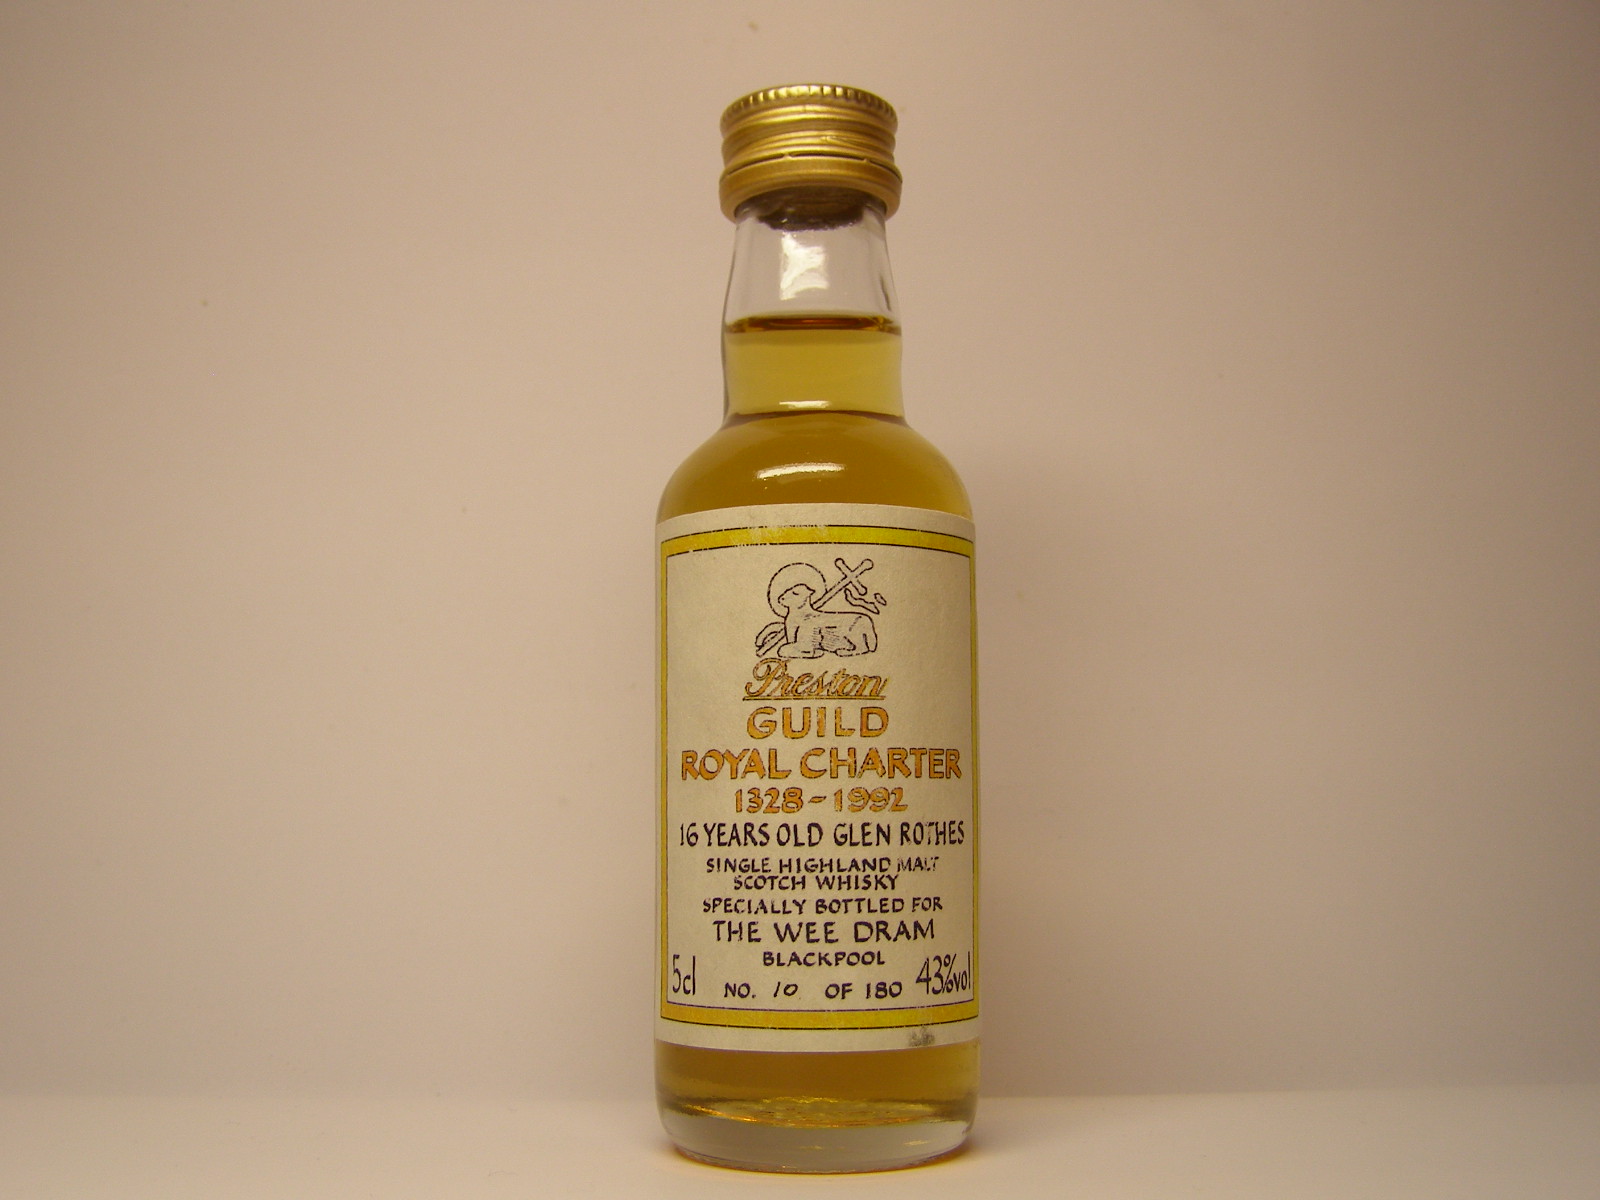 Preston
GUILD
ROYAL CHARTER
1328-1992
16 YEARS OLD GLEN ROTHES
SINGLE HIGHLAND MALT
SCOTCH WHISKY
SPECIALLY BOTTLED FOR
THE WEE DRAM
BLACKPOOL
5cl NO. 10 OF 180 43%vol